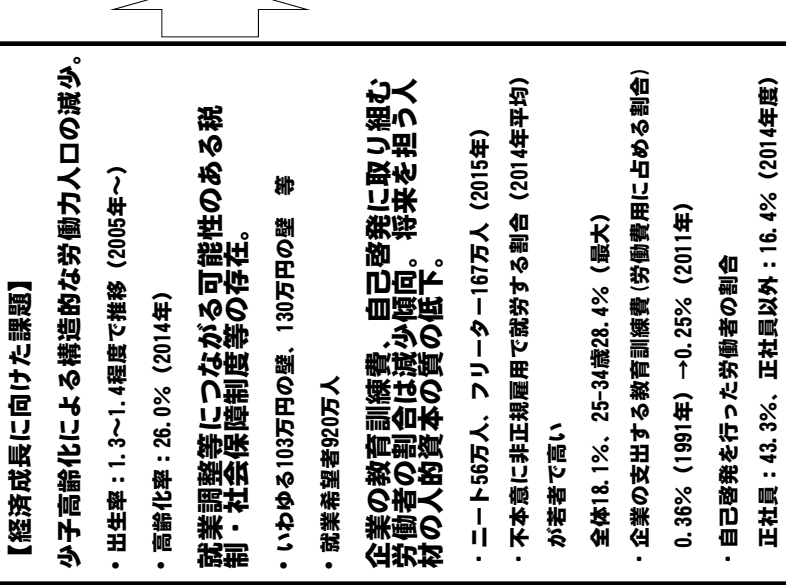 【経済成長に向けた課題】
少子高齢化による構造的な労働力人口の減少。
・出生率：1.3～1.4程度で推移（2005年～）
・高齢化率：26.0％（2014年）
就業調整等につながる可能性のある税
制・社会保障制度等の存在。
・いわゆる103万円の壁、130万円の壁　等
・就業希望者920万人
企業の教育訓練費、自己啓発に取り組む
労働者の割合は減少傾向。将来を担う人
材の人的資本の質の低下。
・ニート56万人、フリーター167万人（2015年）
・不本意に非正規雇用で就労する割合（2014年平均）
が若者で高い
全体18.1％、25-34歳28.4％（最大）
・企業の支出する教育訓練費(労働費用に占める割合)
0.36％（1991年）→0.25％（2011年）
・自己啓発を行った労働者の割合
正社員：43.3％、正社員以外：16.4％（2014年度）